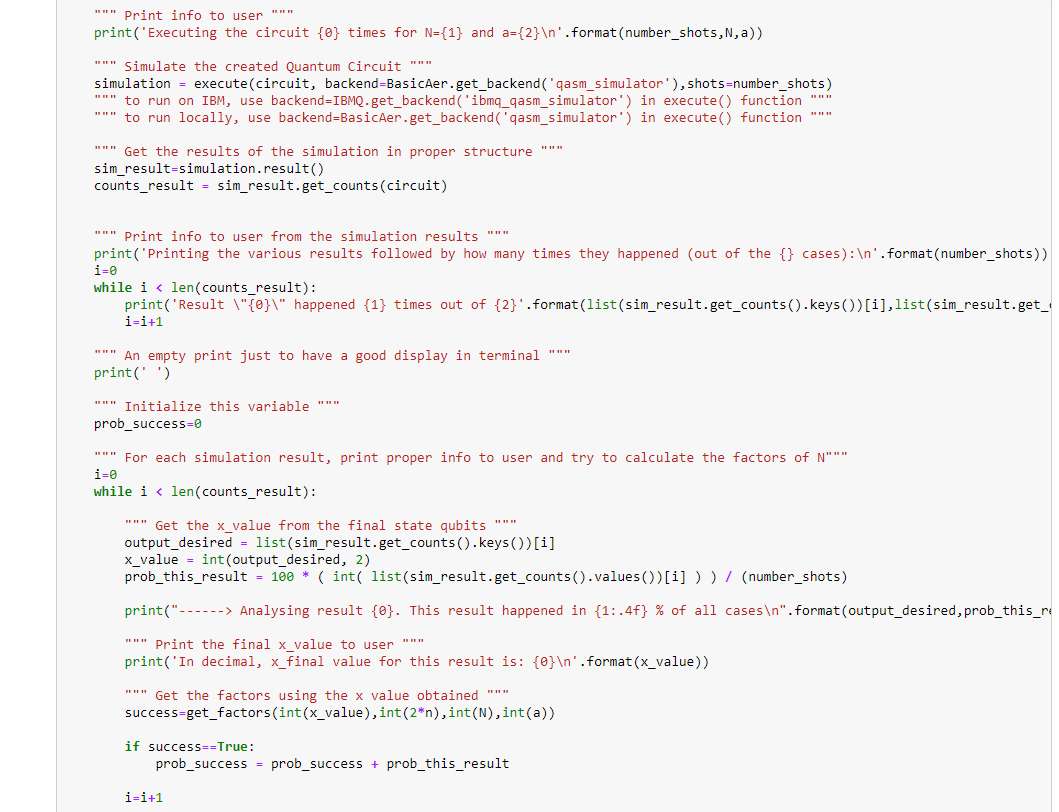 """ Print info to user """
print('Executing the circuit {0} times for N={1} and a={2}\n'.format(number_shots,N,a))
""" Simulate the created Quantum Circuit """
simulation = execute(circuit, backend=BasicAer.get_backend('qasm_simulator'),shots=number_shots)
""" to run on IBM, use backend=IBMQ.get_backend('ibmq_qasm_simulator') in execute() function """
""" to run locally, use backend=BasicAer.get_backend('qasm_simulator') in execute() function """
""" Get the results of the simulation in proper structure """
sim_result=simulation.result()
counts_result = sim_result.get_counts(circuit)
""" Print info to user from the simulation results """
print('Printing the various results followed by how many times they happened (out of the {} cases):\n'.format(number_shots))
i=0
while i < len(counts_result):
print('Result \"{0}\" happened {1} times out of {2}'.format(list(sim_result.get_counts().keys())[i],list(sim_result.get_
i=i+1
""" An empty print just to have a good display in terminal """
print(' ')
""" Initialize this variable """
prob_success=0
""" For each simulation result, print proper info to user and try to calculate the factors of N"""
i=0
while i < len(counts_result):
""" Get the x_value from the final state qubits """
output_desired = list(sim_result.get_counts().keys())[i]
x_value = int(output_desired, 2)
prob_this_result = 100 * ( int( list(sim_result.get_counts().values())[i] ) ) / (number_shots)
print("------> Analysing result {0}. This result happened in {1:.4f} % of all cases\n".format(output_desired,prob_this_r
""" Print the final x_value to user """
print('In decimal, x_final value for this result is: {0}\n'.format(x_value))
""" Get the factors using the x value obtained """
success=get_factors(int(x_value),int(2*n),int(N),int(a))
if success==True:
prob_success = prob_success + prob_this_result
i=i+1